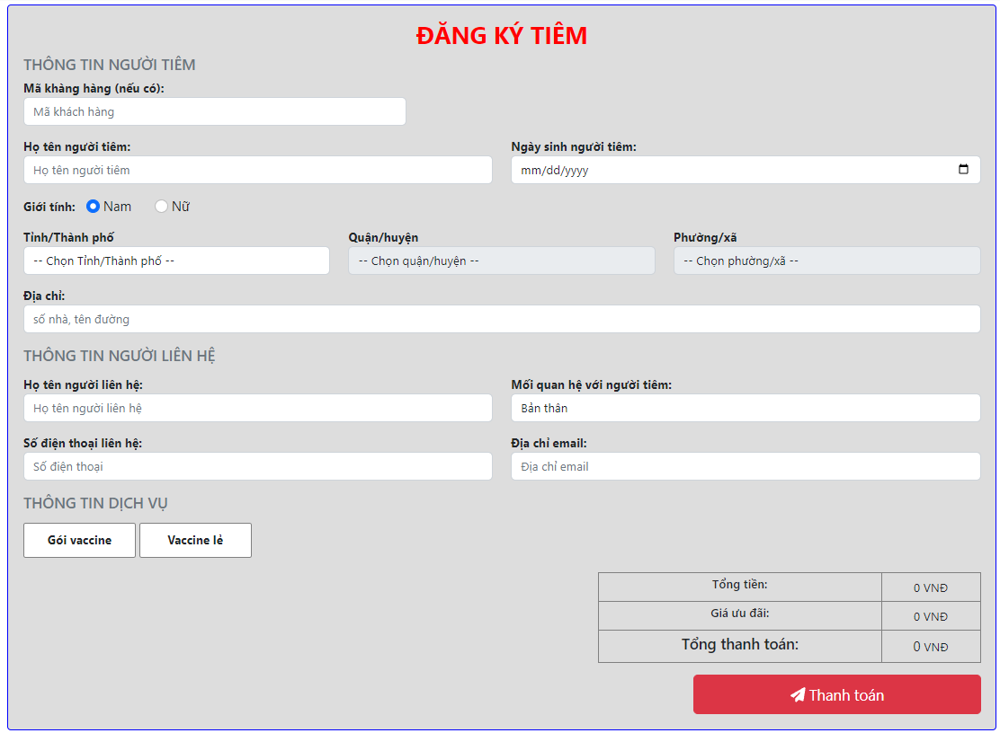 ĐĂNG KÝ TIÊM
THÔNG TIN NGƯỜI TIÊM
Mã khàng hàng (nếu có):
Mã khách hàng
Họ tên người tiêm:
Ngày sinh người tiêm:
Họ tên người tiêm
mm/dd/yyyy
Giới tính: Nam Nữ
Tỉnh/Thành phố
Quận/huyện
Phường/xã
-- Chọn Tỉnh/Thành phố --
-- Chọn quận/huyện --
-- Chọn phường/xã --
Địa chỉ:
số nhà, tên đường
THÔNG TIN NGƯỜI LIÊN HỆ
Họ tên người liên hệ:
Mối quan hệ với người tiêm:
Họ tên người liên hệ
Bản thân
Số điện thoại liên hệ:
Địa chỉ email:
Số điện thoại
Địa chỉ email
THÔNG TIN DỊCH VỤ
Gói vaccine
Vaccine lẻ
Tổng tiền: 0 VNĐ
Giá ưu đãi: 0 VNĐ
Tổng thanh toán: 0 VNĐ
Thanh toán